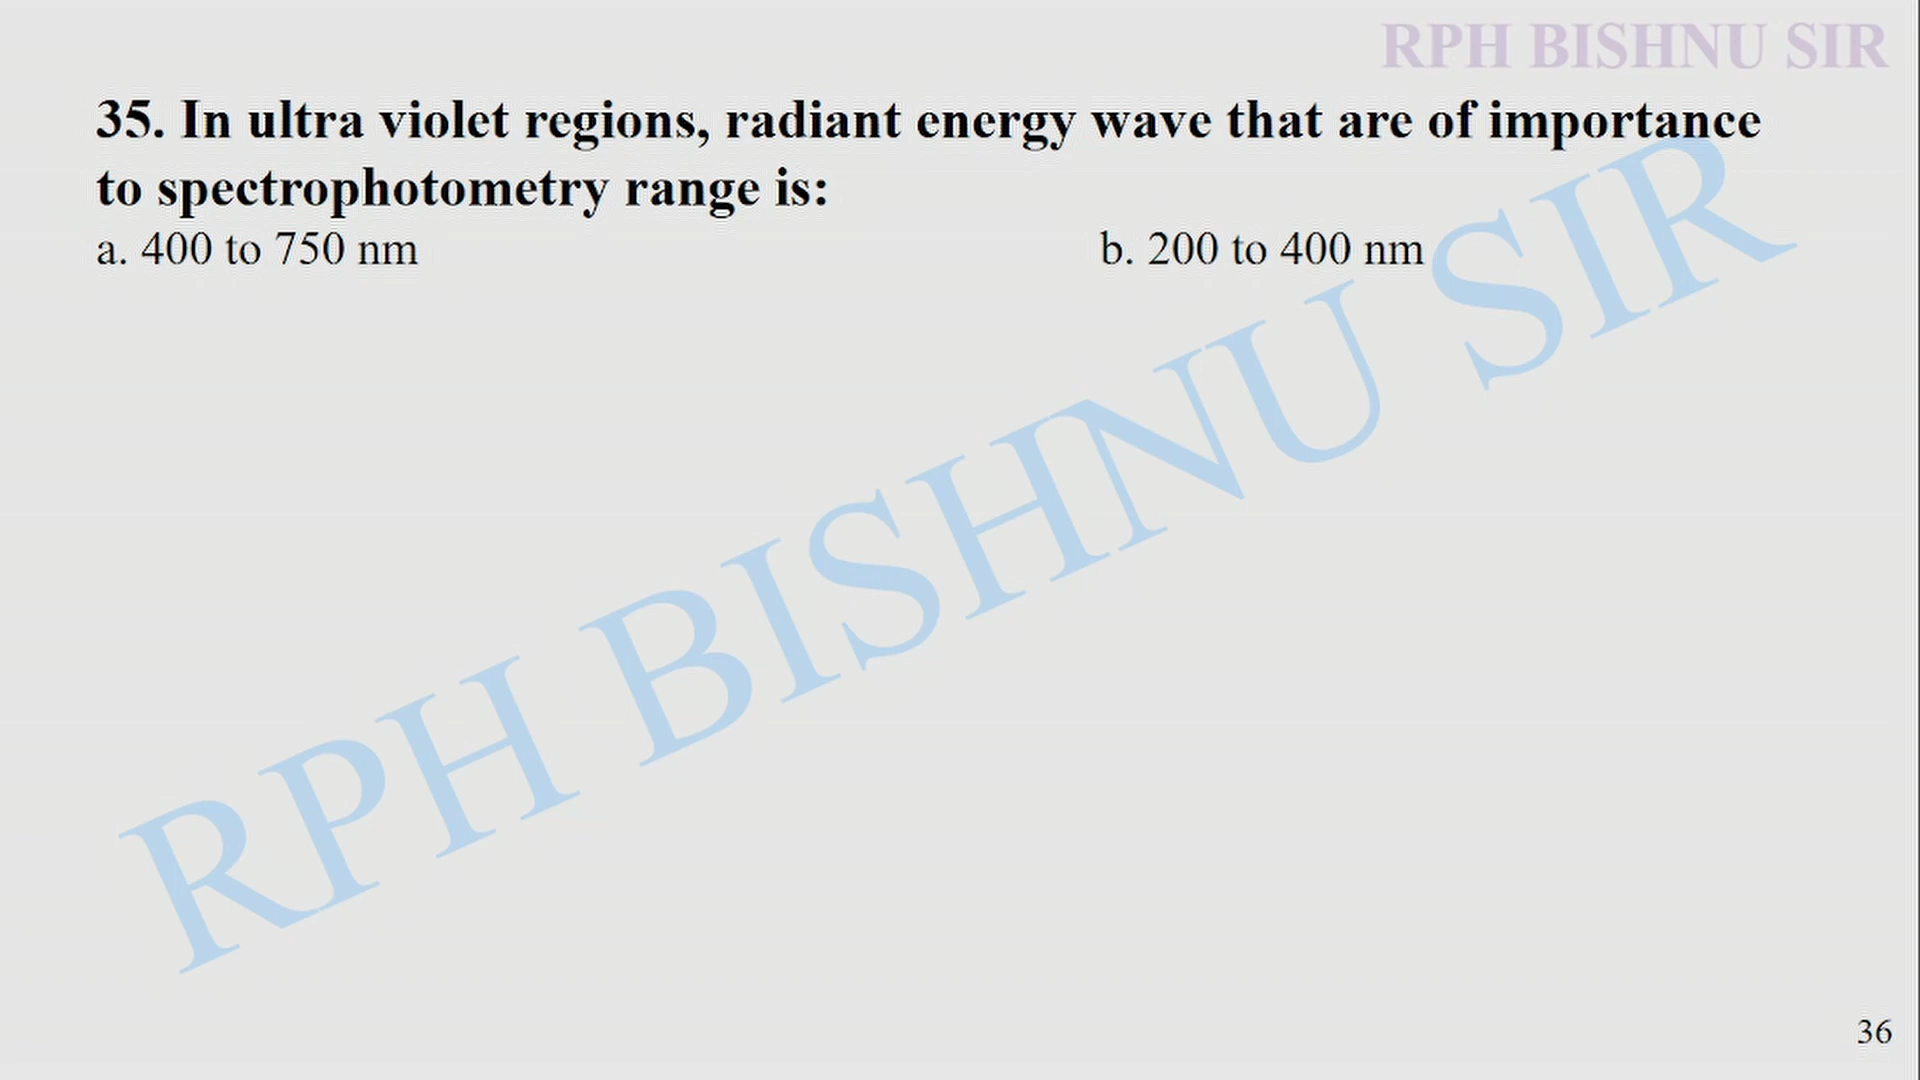 RPH BISHNU SIR
35. In ultra violet regions, radiant energy wave that are of importance
to spectrophotometry range is:
a. 400 to 750 nm b. 200 to 400 nm
RPH BISHNU SIR
36